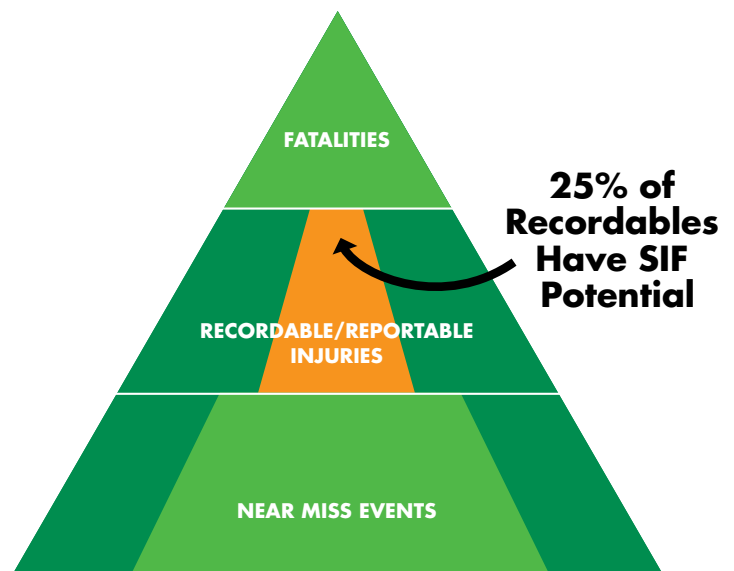 FATALITIES
25% of
Recordables
Have SIF
Potential
RECORDABLE/REPORTABLE
INJURIES
NEAR MISS EVENTS